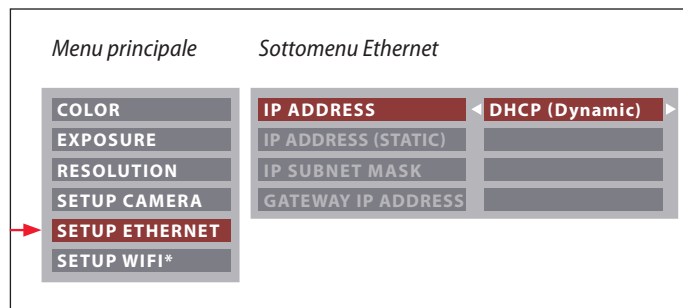 Menu principale
Sottomenu Ethernet
COLOR
EXPOSURE
RESOLUTION
SETUP CAMERA
SETUP ETHERNET
SETUP WIFI*
IP ADDRESS
DHCP (Dynamic)
IP ADDRESS (STATIC)
IP SUBNET MASK
GATEWAY IP ADDRESS